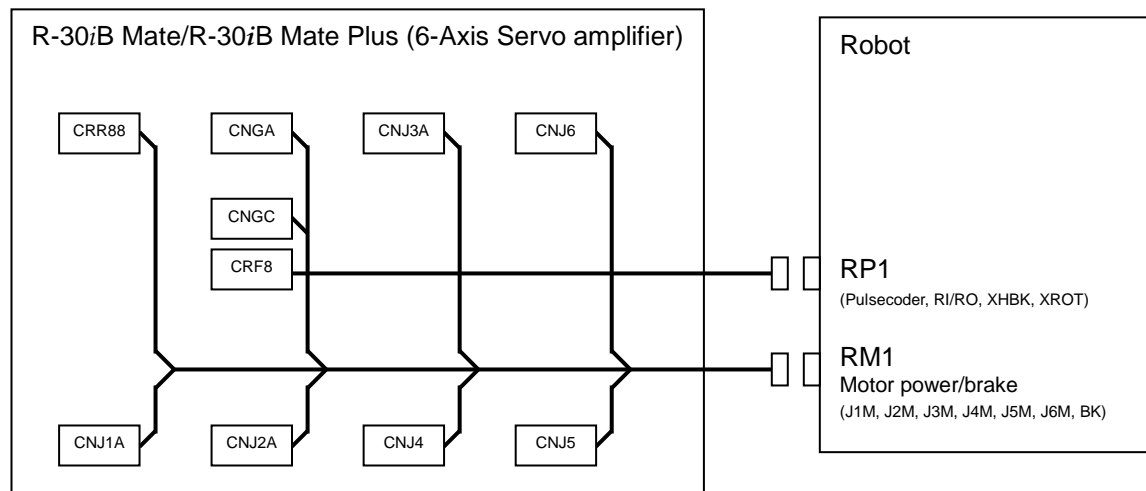 R-30iB Mate/R-30iB Mate Plus (6-Axis Servo amplifier)
Robot
CRR88
CNGA
CNJ3A
CNJ6
CNGC
CRF8
RP1
(Pulsecoder, RI/RO, XHBK, XROT)
RM1
Motor power/brake
(J1M, J2M, J3M, J4M, J5M, J6M, BK)
CNJ1A
CNJ2A
CNJ4
CNJ5